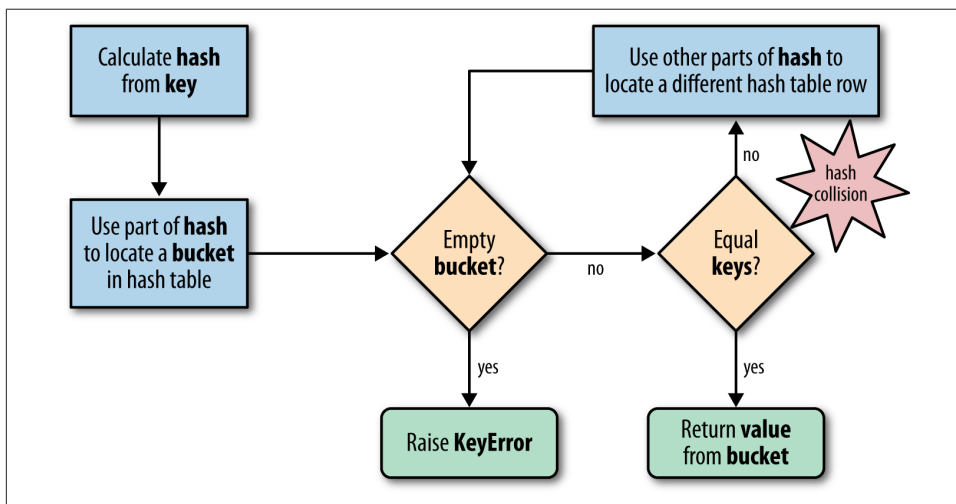 Calculate hash
from key
Use part of hash
to locate a bucket
in hash table
Empty
bucket?
yes
Raise KeyError
no
Equal
keys?
yes
Return value
from bucket
no
hash
collision
Use other parts of hash to
locate a different hash table row